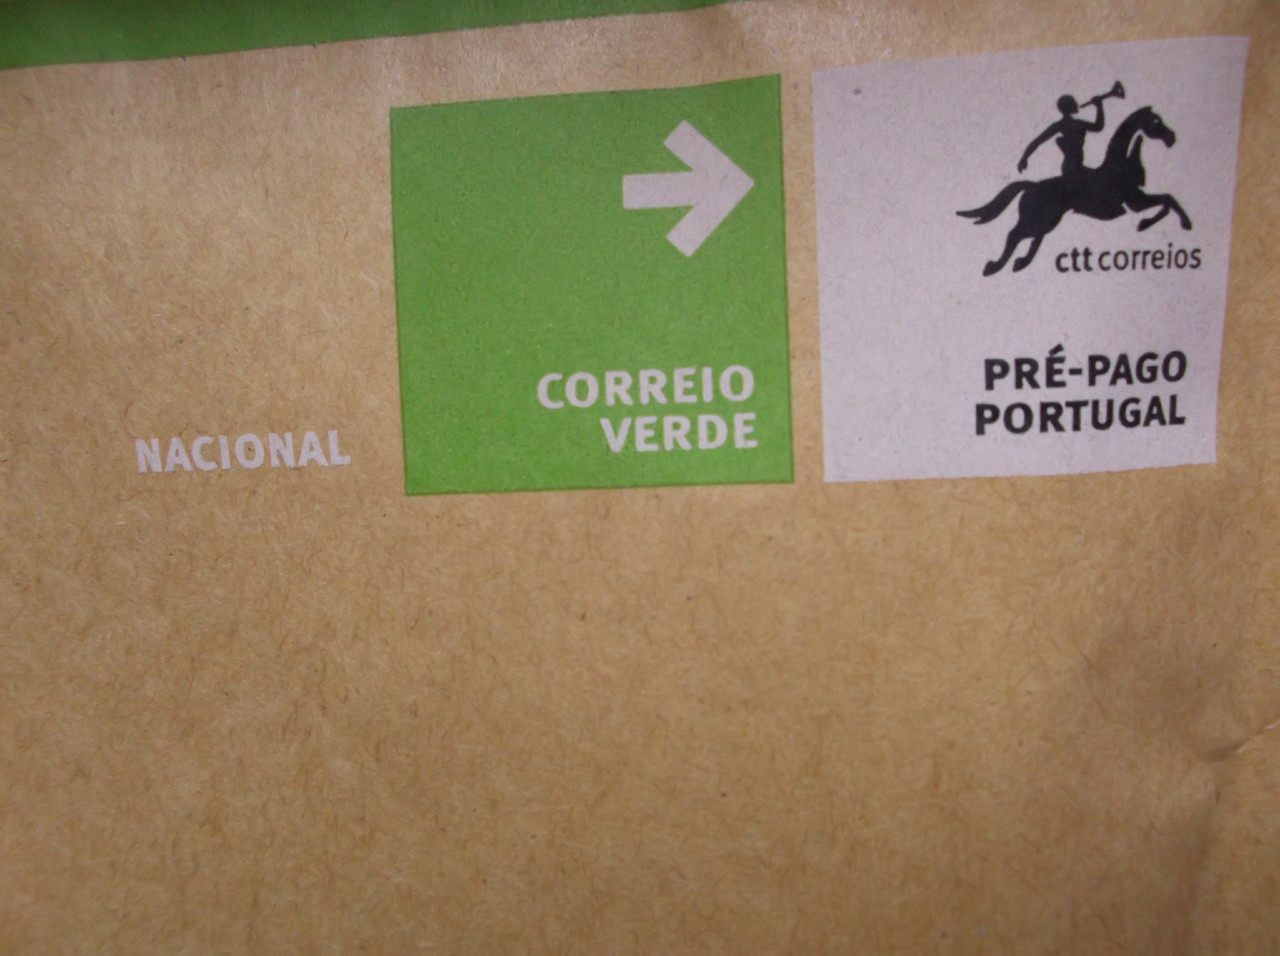 NACIONAL
CORREIO
VERDE
ctt correios
PRÉ-PAGO
PORTUGAL